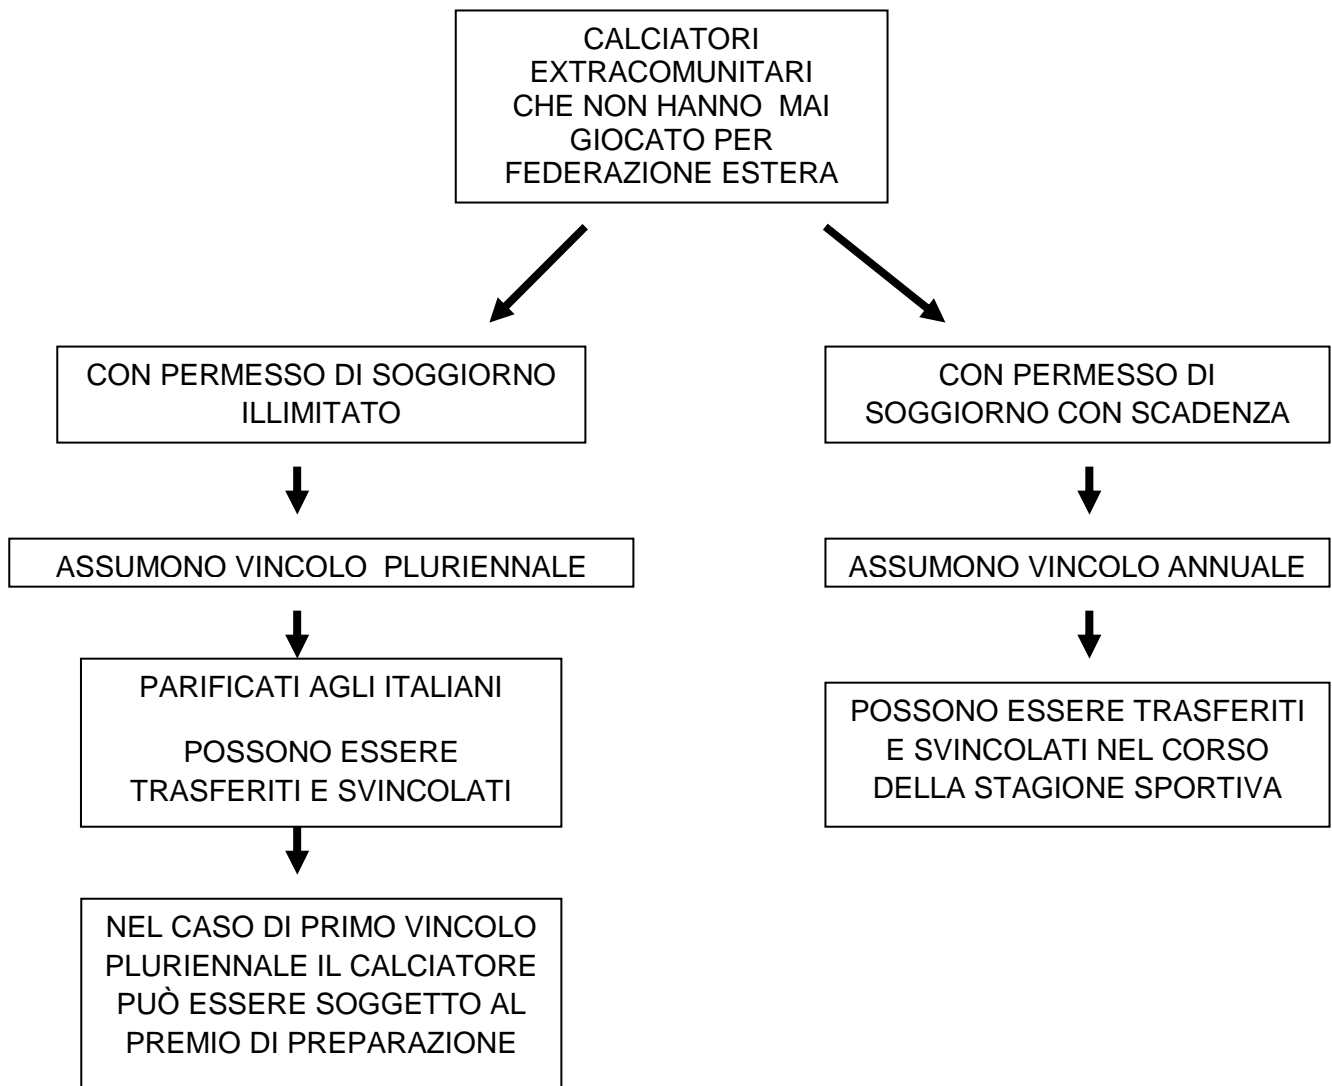 CALCIATORI
EXTRACOMUNITARI
CHE NON HANNO MAI
GIOCATO PER
FEDERAZIONE ESTERA
CON PERMESSO DI SOGGIORNO
ILLIMITATO
CON PERMESSO DI
SOGGIORNO CON SCADENZA
ASSUMONO VINCOLO PLURIENNALE
ASSUMONO VINCOLO ANNUALE
PARIFICATI AGLI ITALIANI
POSSONO ESSERE
TRASFERITI E SVINCOLATI
POSSONO ESSERE TRASFERITI
E SVINCOLATI NEL CORSO
DELLA STAGIONE SPORTIVA
NEL CASO DI PRIMO VINCOLO
PLURIENNALE IL CALCIATORE
PUÒ ESSERE SOGGETTO AL
PREMIO DI PREPARAZIONE